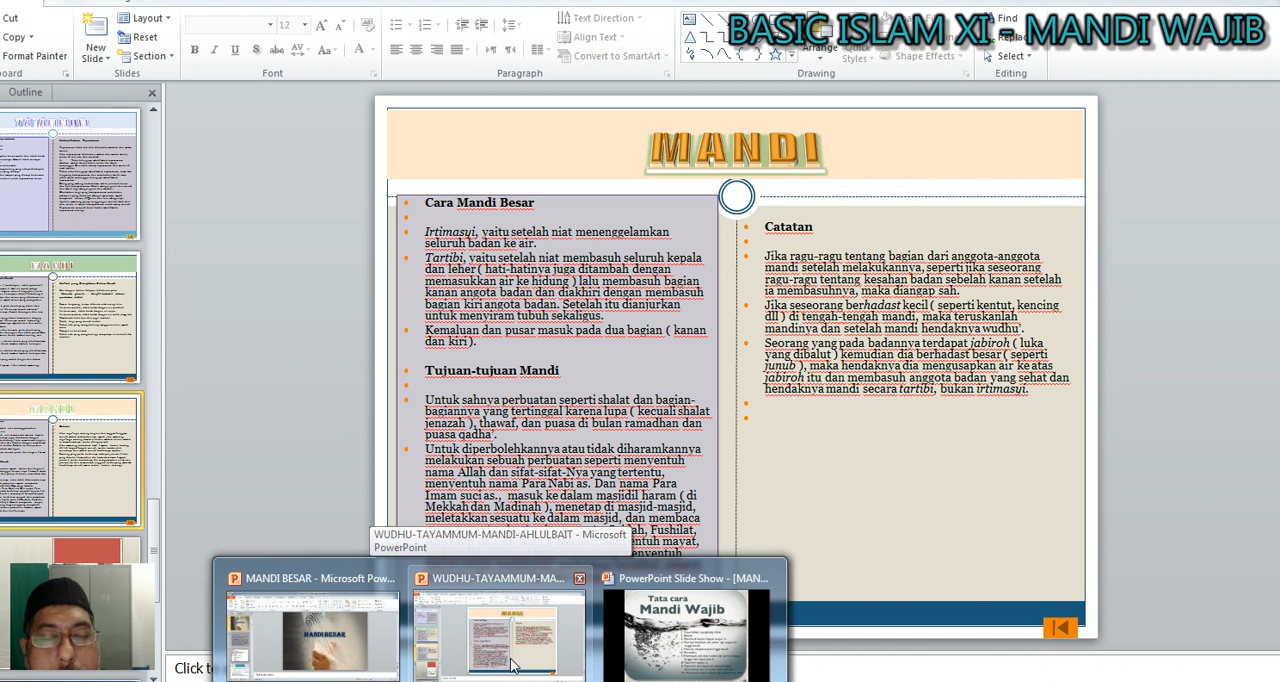 BASIC ISLAM XI - MANDI WAJIB
Cut
Copy
Format Painter
board
New
Slide
Layout
Reset
Section
Slides
12
Font
Paragraph
Text Direction
Align Text
Convert to SmartArt
Arrange
Quick
Styles
Shape Effects
Drawing
Find
Replace
Select
Editing
Outline
MANDI
Cara Mandi Besar
Irtimasyi, yaitu setelah niat menenggelamkan
seluruh badan ke air.
Tartibi, yaitu setelah niat membasuh seluruh kepala
dan leher ( hati-hatinya juga ditambah dengan
memasukkan air ke hidung ) lalu membasuh bagian
kanan anggota badan dan diakhiri dengan membasuh
bagian kiri anggota badan. Setelah itu dianjurkan
untuk menyiram tubuh sekaligus.
Kemaluan dan pusar masuk pada dua bagian ( kanan
dan kiri ).
Tujuan-tujuan Mandi
Untuk sahnya perbuatan seperti shalat dan bagian-
bagiannya yang tertinggal karena lupa ( kecuali shalat
jenazah ), thawaf, dan puasa di bulan ramadhan dan
puasa qdha'.
Untuk diperbolehkannya atau tidak diharamkannya
melakukan sebuah perbuatan seperti menyentuh
nama Allah dan sifat-sifat-Nya yang tertentu,
menyentuh nama Para Nabi as. Dan nama Para
Imam suci as., masuk ke dalam masjidil haram ( di
Mekkah dan Madinah ), menetap di masjid-masjid,
meletakkan sesuatu ke dalam masjid, dan membaca
Fushilat,
mayat,
Catatan
Jika ragu-ragu tentang bagian dari anggota-anggota
mandi setelah melakukannya, seperti jika seseorang
ragu-ragu tentang kesahan badan sebelah kanan setelah
ia membasuhnya, maka diangap sah.
Jika seseorang berhadast kecil ( seperti kentut, kencing
dll ) di tengah-tengah mandi, maka teruskanlah
mandinya dan setelah mandi hendaknya wudhu'.
Seorang yang pada badannya terdapat jabiroh ( luka
yang dibalut ) kemudian dia berhadast besar ( seperti
junub ), maka hendaknya dia mengusapkan air ke atas
jabiroh itu dan membasuh anggota badan yang sehat dan
hendaknya mandi secara tartibi, bukan irtimasyi.
WUDHU-TAYAMMUM-MANDI-AHLULBAIT - Microsoft
PowerPoint
MANDI BESAR - Microsoft Pow...
WUDHU-TAYAMMUM-MA...
PowerPoint Slide Show - [MAN...
MANDI BESAR
MANDI
Tata cara
Mandi Wajib
Click to